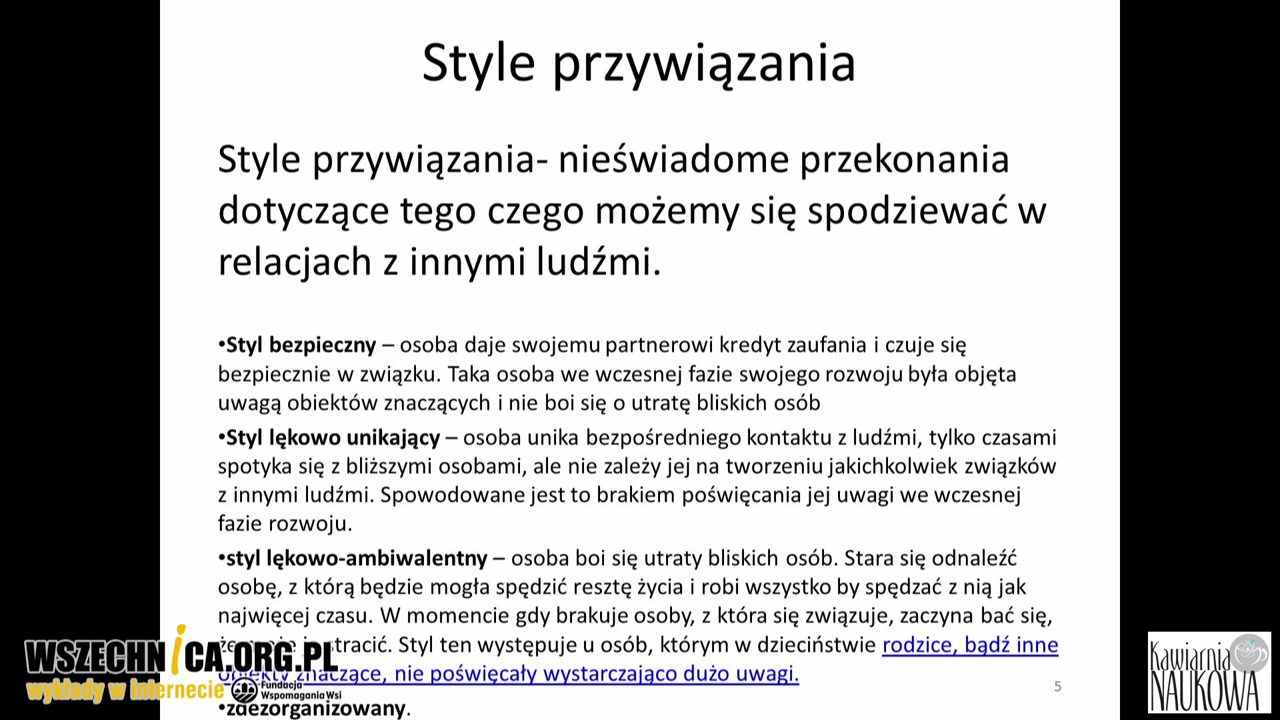 Style przywiązania
Style przywiązania- nieświadome przekonania
dotyczące tego czego możemy się spodziewać w
relacjach z innymi ludźmi.
•Styl bezpieczny – osoba daje swojemu partnerowi kredyt zaufania i czuje się
bezpiecznie w związku. Taka osoba we wczesnej fazie swojego rozwoju była objęta
uwagą obiektów znaczących i nie boi się o utratę bliskich osób
•Styl lękowo unikający – osoba unika bezpośredniego kontaktu z ludźmi, tylko czasami
spotyka się z bliższymi osobami, ale nie zależy jej na tworzeniu jakichkolwiek związków
z innymi ludźmi. Spowodowane jest to brakiem poświęcania jej uwagi we wczesnej
fazie rozwoju.
•styl lękowo-ambiwalentny – osoba boi się utraty bliskich osób. Stara się odnaleźć
osobę, z którą będzie mogła spędzić resztę życia i robi wszystko by spędzać z nią jak
najwięcej czasu. W momencie gdy brakuje osoby, z która się związuje, zaczyna bać się,
stracić. Styl ten występuje u osób, którym w dzieciństwie rodzice, bądź inne
obiekty znaczące, nie poświęcały wystarczająco dużo uwagi.
•zdezorganizowany.
5
WSZECHNiCA.ORG.PL
wykłady w internecie
Fundacja
Wspomagania Wsi
Kawiarnia
NAUKOWA